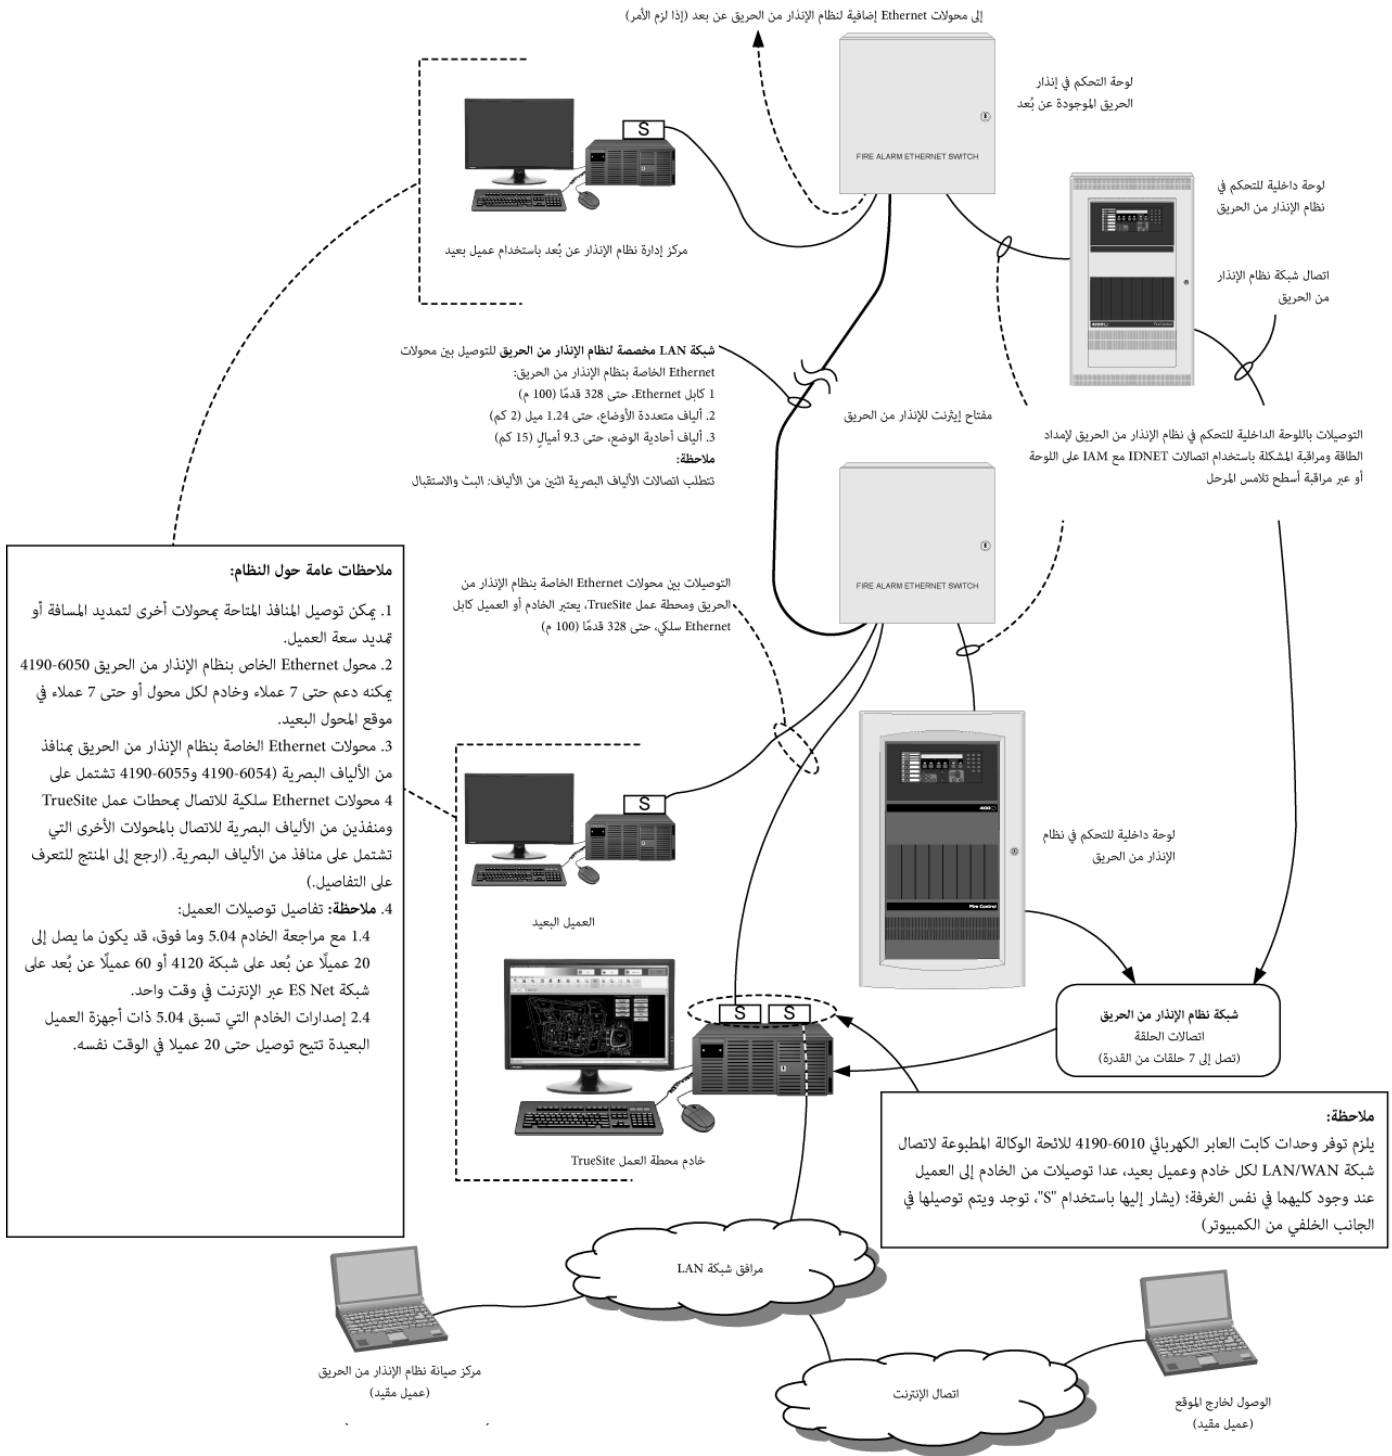 إلى محولات Ethernet إضافية لنظام الإنذار من الحريق عن بعد (إذا لزم الأمر)
لوحة التحكم في إنذار
الحريق الموجودة عن بُعد
FIRE ALARM ETHERNET SWITCH
S
لوحة داخلية للتحكم في
نظام الإنذار من الحريق
مركز إدارة نظام الإنذار عن بُعد باستخدام عميل بعيد
اتصال شبكة نظام الإنذار
من الحريق
شبكة LAN مخصصة لنظام الإنذار من الحريق للتوصيل بين محولات
Ethernet الخاصة بنظام الإنذار من الحريق:
1 كابل Ethernet، حتى 328 قدمًا (100 م)
2. ألياف متعددة الأوضاع، حتى 1.24 ميل (2 كم)
3. ألياف أحادية الوضع، حتى 9.3 أميالٍ (15 كم)
ملاحظة:
تتطلب اتصالات الألياف البصرية اثنين من الألياف: البث والاستقبال
مفتاح إيثرنت للإنذار من الحريق
التوصيلات باللوحة الداخلية للتحكم في نظام الإنذار من الحريق لإمداد
الطاقة ومراقبة المشكلة باستخدام اتصالات IDNET مع IAM على اللوحة
أو عبر مراقبة أسطح تلامس المرحل
FIRE ALARM ETHERNET SWITCH
التوصيلات بين محولات Ethernet الخاصة بنظام الإنذار من
الحريق ومحطة عمل TrueSite، يعتبر الخادم أو العميل كابل
Ethernet سلكي، حتى 328 قدمًا (100 م)
ملاحظات عامة حول النظام:
1. يمكن توصيل المنافذ المتاحة بمحولات أخرى لتمديد المسافة أو
تمديد سعة العميل.
2. محول Ethernet الخاص بنظام الإنذار من الحريق 4190-6050
يمكنه دعم حتى 7 عملاء وخادم لكل محول أو حتى 7 عملاء في
موقع المحول البعيد.
3. محولات Ethernet الخاصة بنظام الإنذار من الحريق بمنافذ
من الألياف البصرية (4190-6054 و4190-6055 تشتمل على
4 محولات Ethernet سلكية للاتصال بمحطات عمل TrueSite
ومنفذين من الألياف البصرية للاتصال بالمحولات الأخرى التي
تشتمل على منافذ من الألياف البصرية. (ارجع إلى المنتج للتعرف
على التفاصيل.)
4. ملاحظة: تفاصيل توصيلات العميل:
1.4 مع مراجعة الخادم 5.04 وما فوق، قد يكون ما يصل إلى
20 عميلًا عن بُعد على شبكة 4120 أو 60 عميلًا عن بُعد على
شبكة ES Net عبر الإنترنت في وقت واحد.
2.4 إصدارات الخادم التي تسبق 5.04 ذات أجهزة العميل
البعيدة تتيح توصيل حتى 20 عميلا في الوقت نفسه.
S
العميل البعيد
Fire Control
لوحة داخلية للتحكم في نظام
الإنذار من الحريق
S S
خادم محطة العمل TrueSite
شبكة نظام الإنذار من الحريق
اتصالات الحلقة
(تصل إلى 7 حلقات من القدرة)
ملاحظة:
يلزم توفر وحدات كابت العابر الكهربائي 4190-6010 للائحة الوكالة المطبوعة لاتصال
شبكة LAN/WAN لكل خادم وعميل بعيد، عدا توصيلات من الخادم إلى العميل
عند وجود كليهما في نفس الغرفة؛ (يشار إليها باستخدام "S"، توجد ويتم توصيلها في
الجانب الخلفي من الكمبيوتر)
مرافق شبكة LAN
مركز صيانة نظام الإنذار من الحريق
(عميل مقيد)
اتصال الإنترنت
الوصول لخارج الموقع
(عميل مقيد)